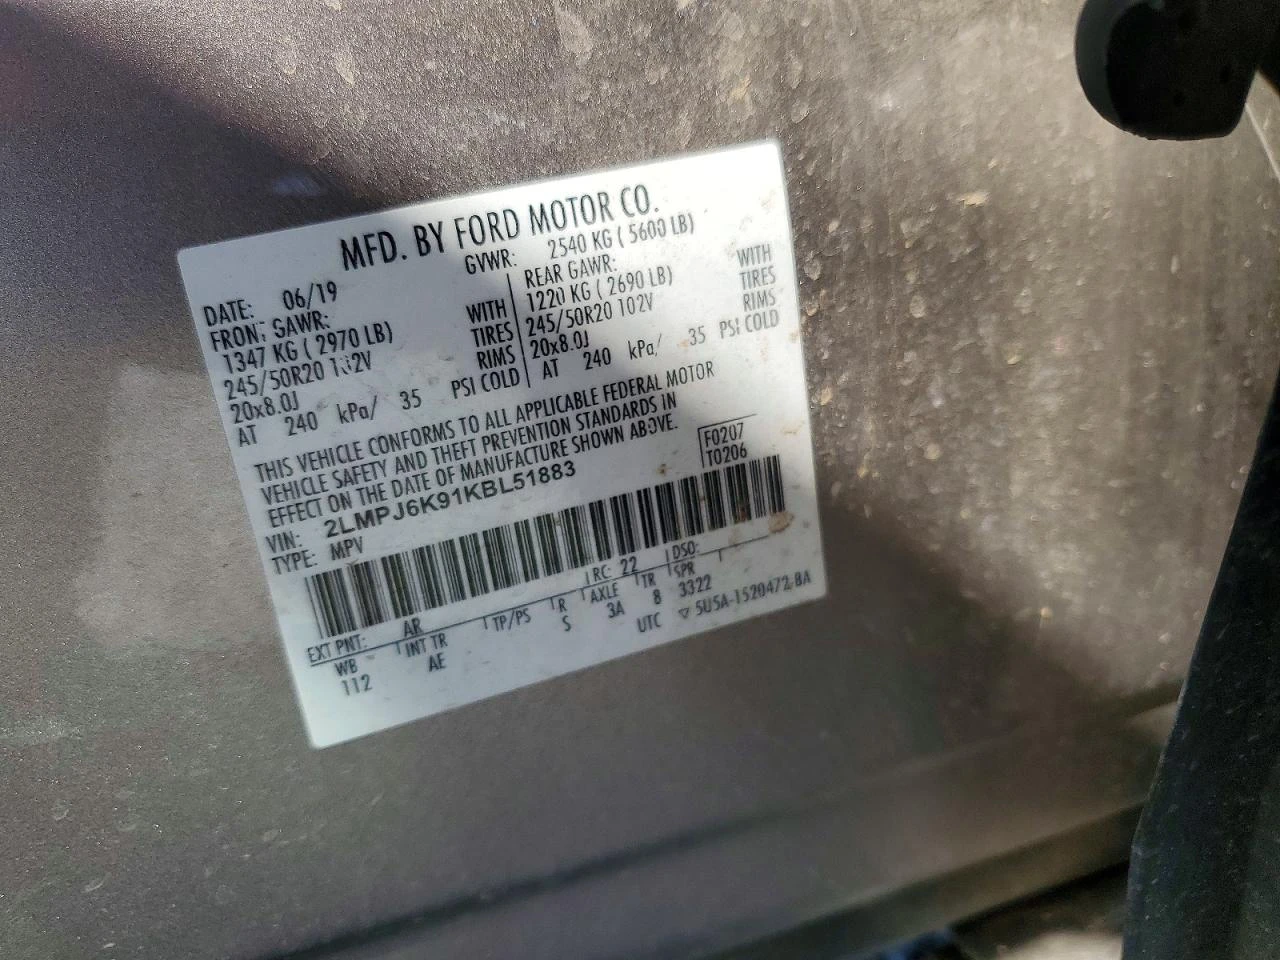 MFD. BY FORD MOTOR CO.
DATE: 06/19 GVWR: 2540 KG ( 5600 LB)
FRONT GAWR: REAR GAWR:
1347 KG ( 2970 LB) WITH 1220 KG ( 2690 LB) WITH
245/50R20 102V TIRES 245/50R20 102V TIRES
20x8.0J RIMS 20x8.0J RIMS
AT 240 kPa/ 35 PSI COLD AT 240 kPa/ 35 PSI COLD
THIS VEHICLE CONFORMS TO ALL APPLICABLE FEDERAL MOTOR
VEHICLE SAFETY AND THEFT PREVENTION STANDARDS IN
EFFECT ON THE DATE OF MANUFACTURE SHOWN ABOVE.
F0207
T0206
VIN: 2LMPJ6K91KBL51883
TYPE: MPV
EXT PNT: AR RC: 22 DSO:
WB INT TR TP/PS R AXLE TR SPR
112 AE S 3A 8 3322
UTC ▽ 5U5A-1520472-BA